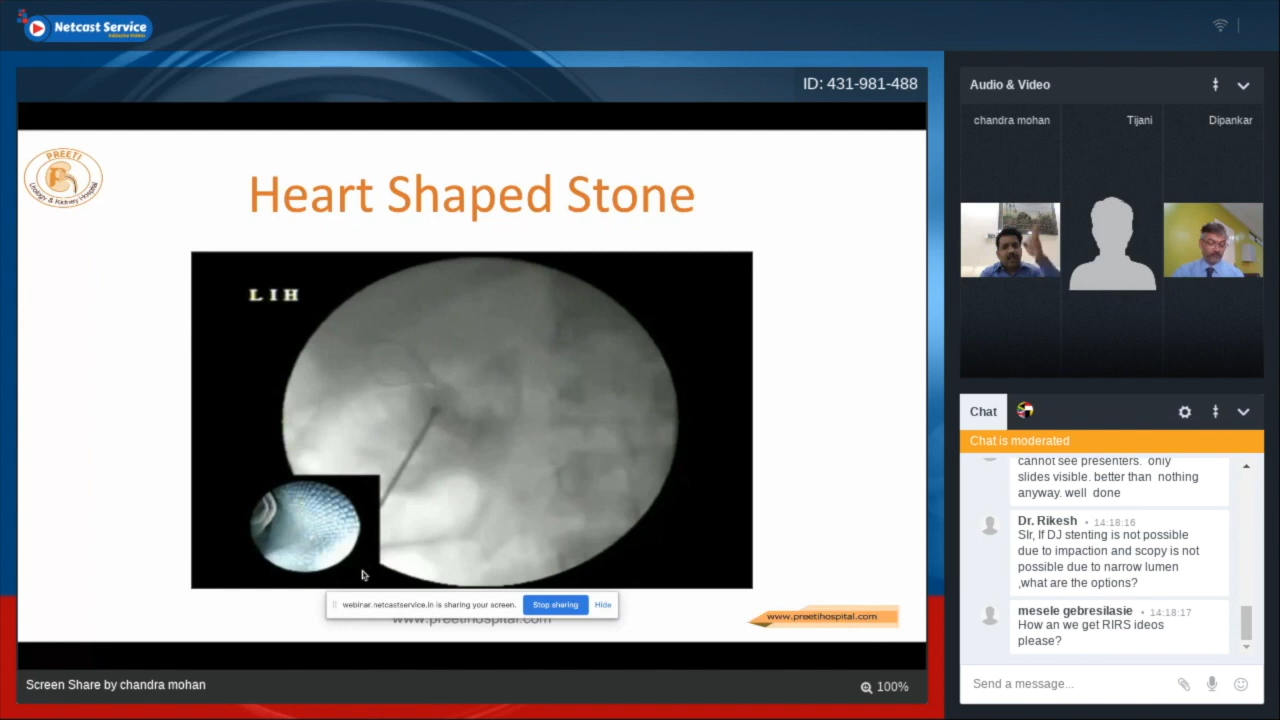 Netcast Service
ID: 431-981-488
PREETI
Urology & Kidney Hospital
Heart Shaped Stone
L I H
webinar.netcastservice.in is sharing your screen.
Stop sharing
Hide
www.preetihospital.com
www.preetihospital.com
Screen Share by chandra mohan
100%
Audio & Video
chandra mohan
Tijani
Dipankar
Chat
Chat is moderated
cannot see presenters. only
slides visible. better than nothing
anyway. well done
Dr. Rikesh • 14:18:16
SIr, If DJ stenting is not possible
due to impaction and scopy is not
possible due to narrow lumen
,what are the options?
mesele gebresilasie • 14:18:17
How an we get RIRS ideos
please?
Send a message...